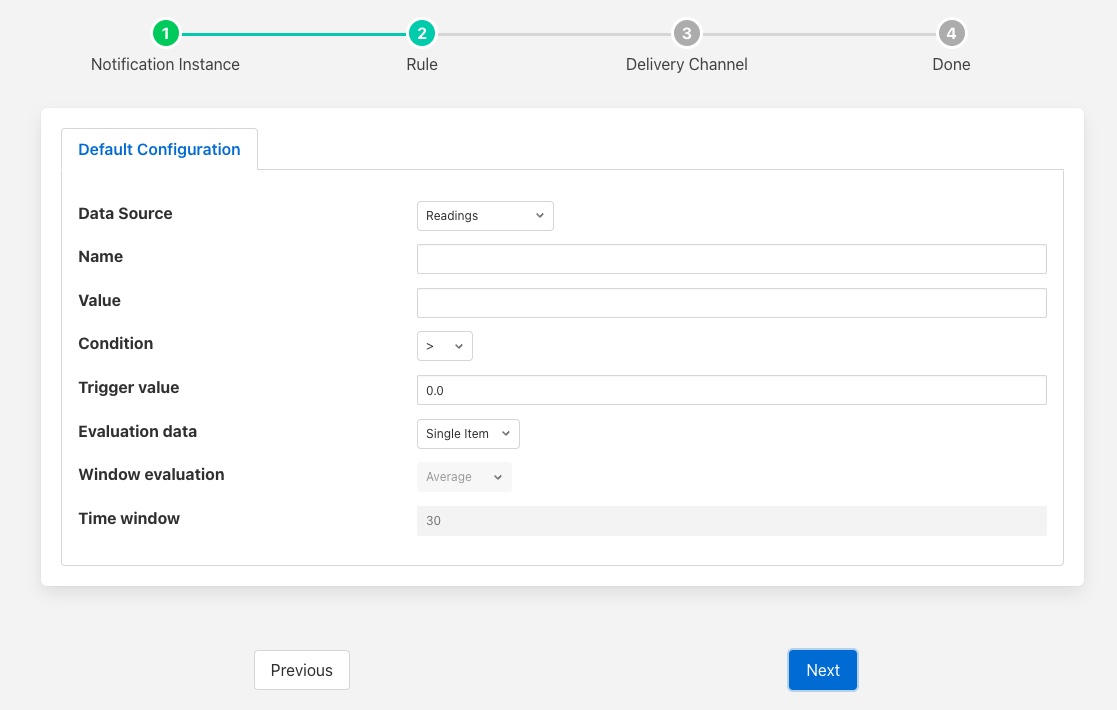 1 2 3 4
Notification Instance Rule Delivery Channel Done
Default Configuration
Data Source Readings
Name
Value
Condition >
Trigger value 0.0
Evaluation data Single Item
Window evaluation Average
Time window 30
Previous Next